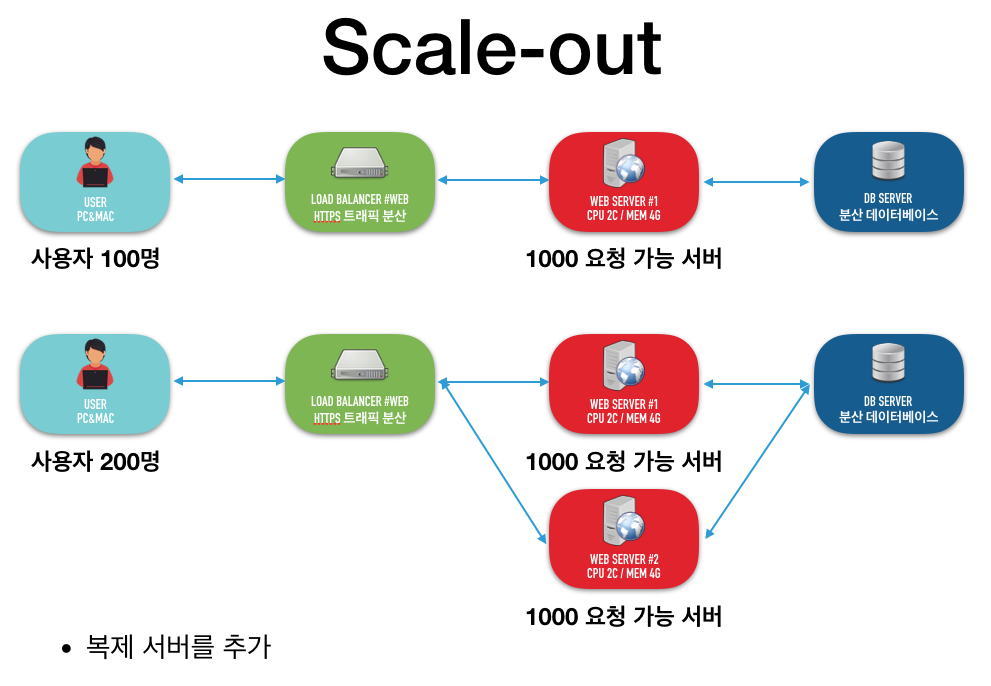 Scale-out
USER
PC&MAC
LOAD BALANCER #WEB
HTTPS 트래픽 분산
WEB SERVER #1
CPU 2C / MEM 4G
DB SERVER
분산 데이터베이스
사용자 100명
1000 요청 가능 서버
USER
PC&MAC
LOAD BALANCER #WEB
HTTPS 트래픽 분산
WEB SERVER #1
CPU 2C / MEM 4G
DB SERVER
분산 데이터베이스
사용자 200명
1000 요청 가능 서버
WEB SERVER #2
CPU 2C / MEM 4G
1000 요청 가능 서버
• 복제 서버를 추가